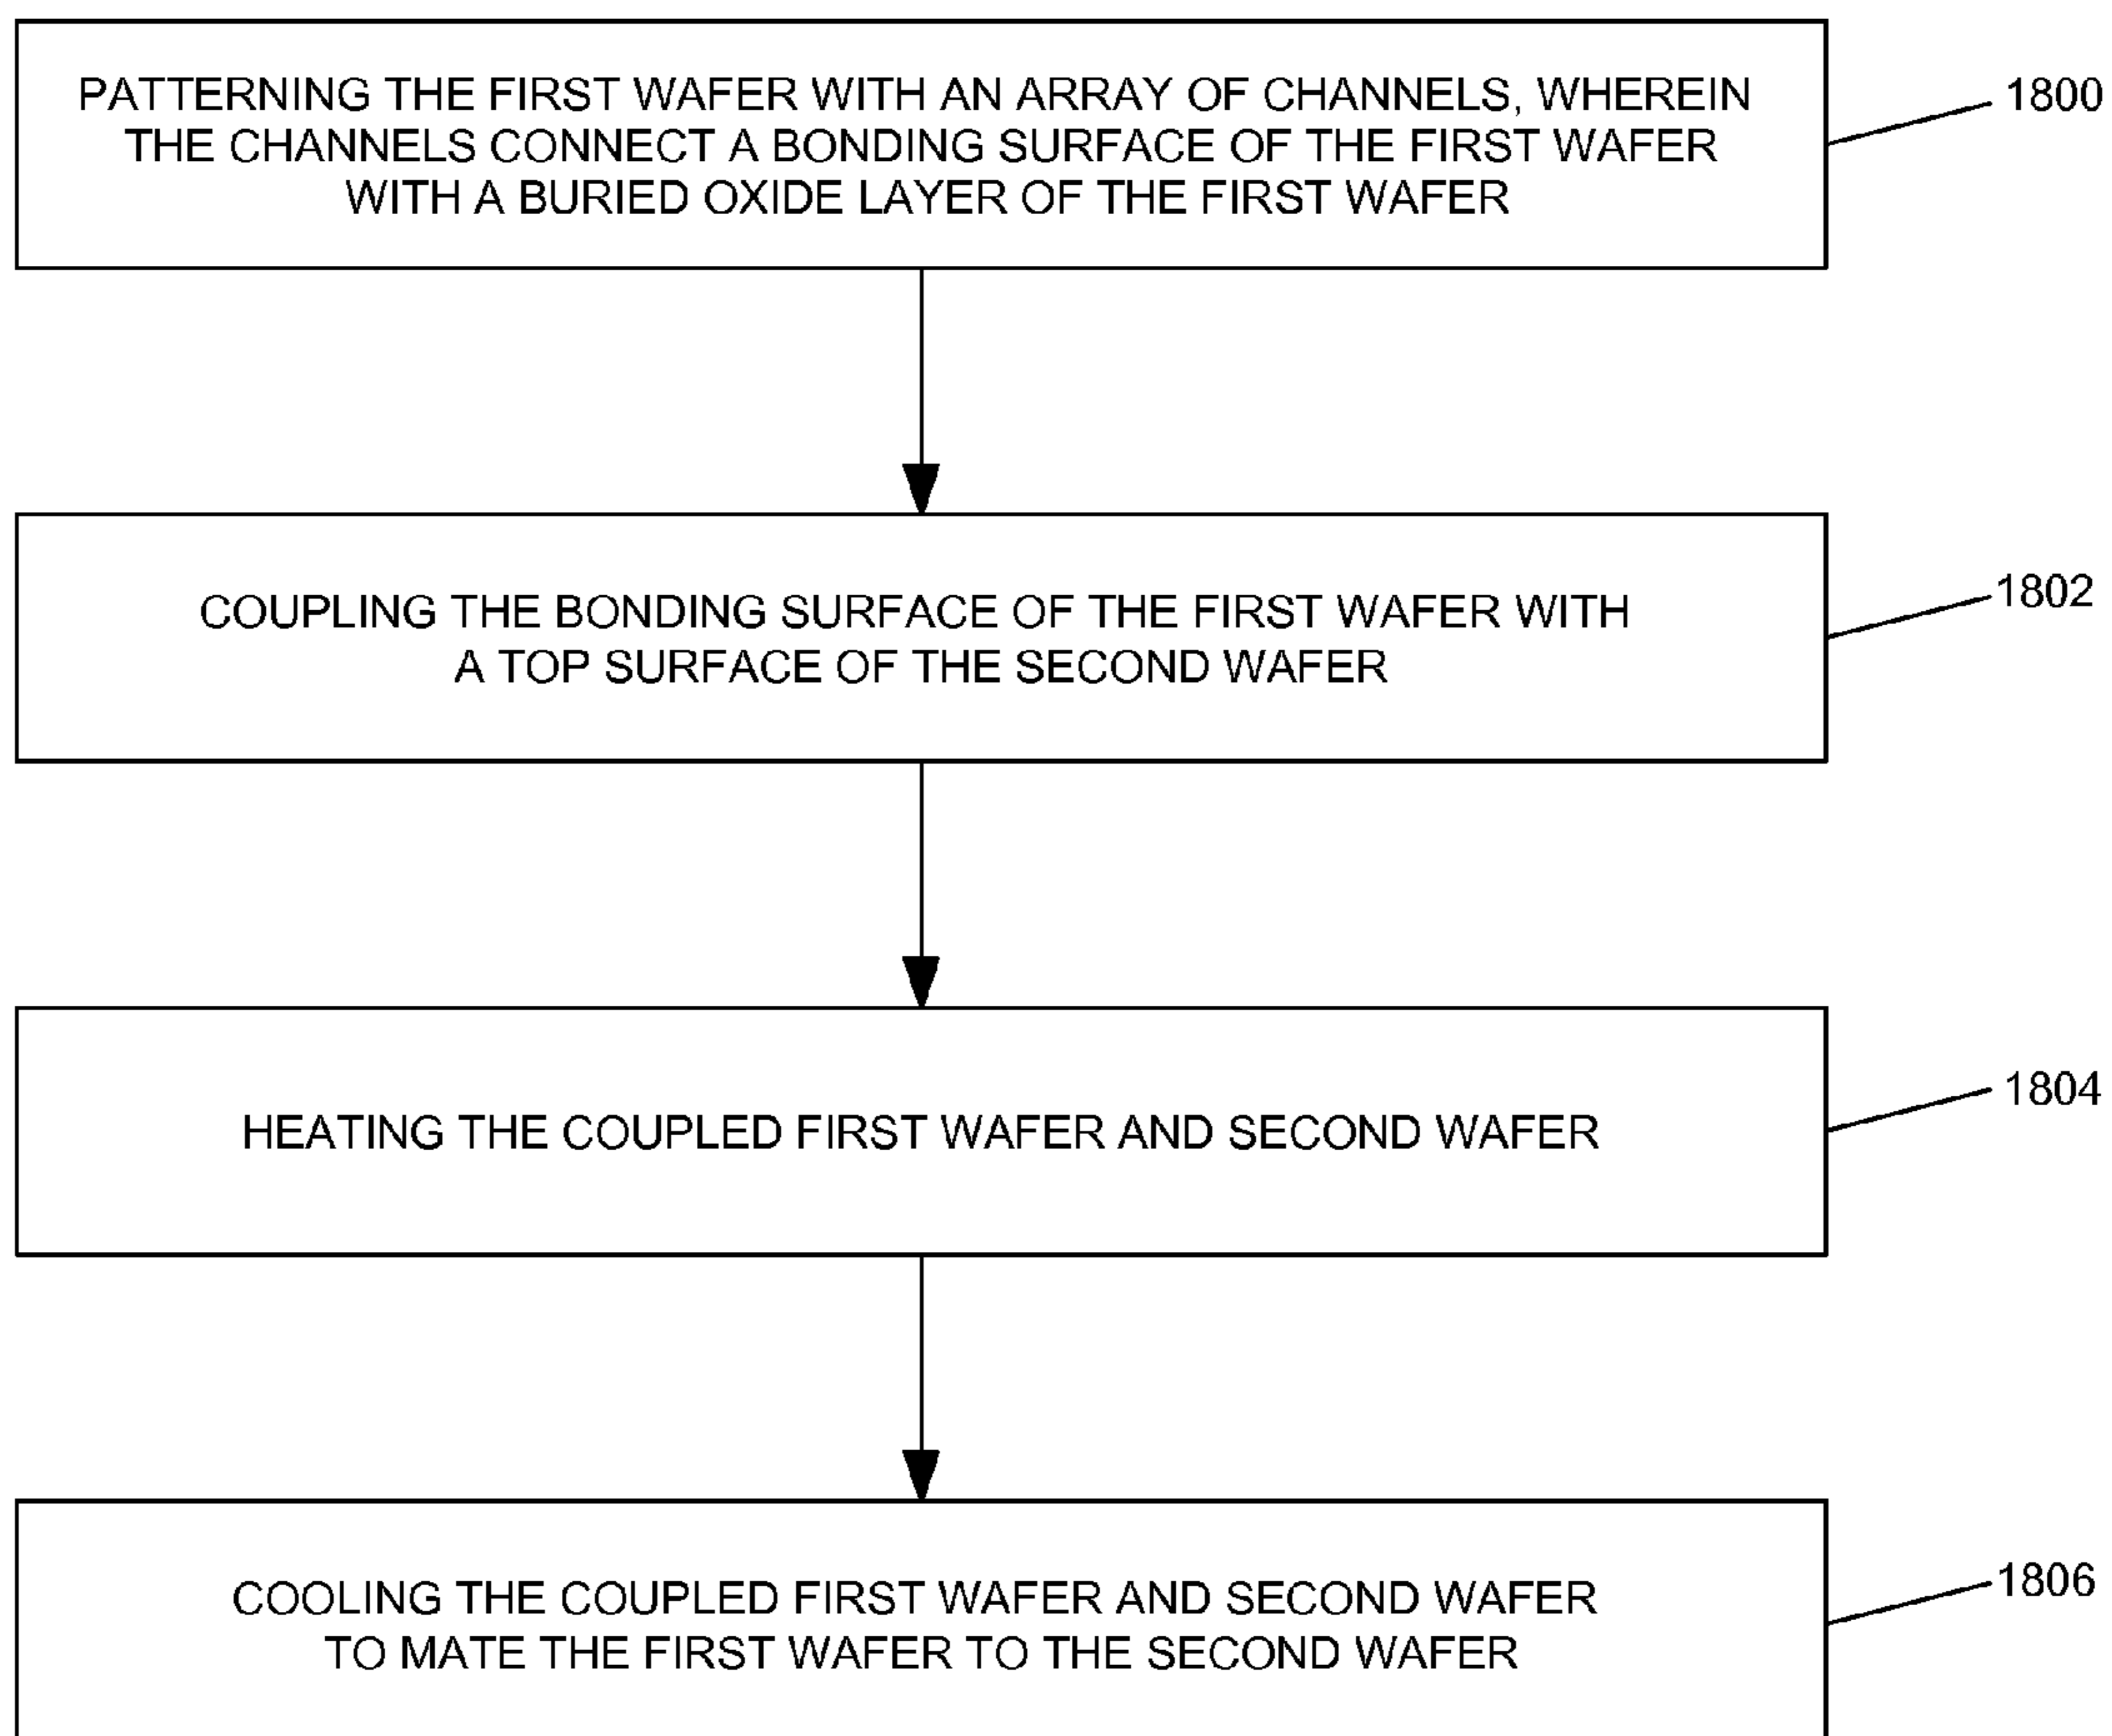 PATTERNING THE FIRST WAFER WITH AN ARRAY OF CHANNELS, WHEREIN
THE CHANNELS CONNECT A BONDING SURFACE OF THE FIRST WAFER
WITH A BURIED OXIDE LAYER OF THE FIRST WAFER
1800
COUPLING THE BONDING SURFACE OF THE FIRST WAFER WITH
A TOP SURFACE OF THE SECOND WAFER
1802
HEATING THE COUPLED FIRST WAFER AND SECOND WAFER
1804
COOLING THE COUPLED FIRST WAFER AND SECOND WAFER
TO MATE THE FIRST WAFER TO THE SECOND WAFER
1806